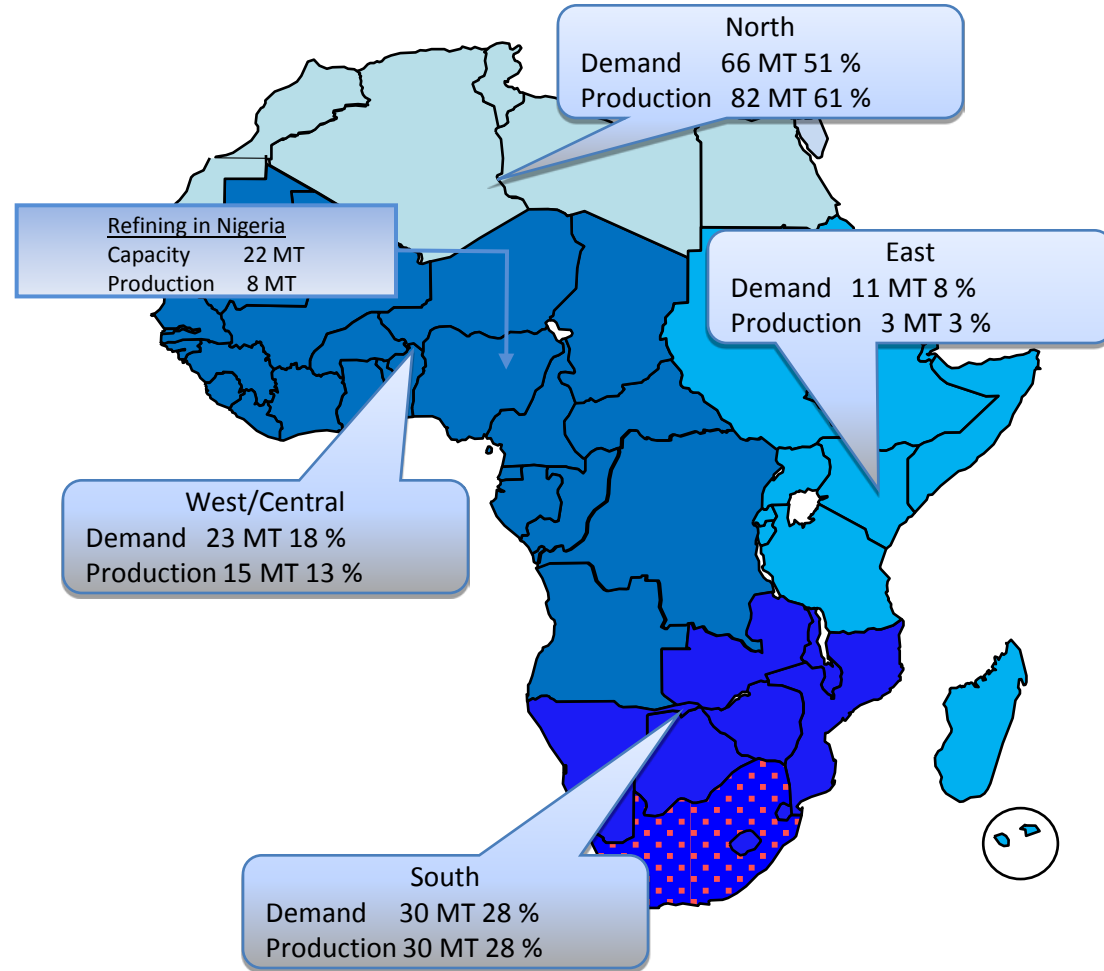 North
Demand 66 MT 51 %
Production 82 MT 61 %
Refining in Nigeria
Capacity 22 MT
Production 8 MT
East
Demand 11 MT 8 %
Production 3 MT 3 %
West/Central
Demand 23 MT 18 %
Production 15 MT 13 %
South
Demand 30 MT 28 %
Production 30 MT 28 %